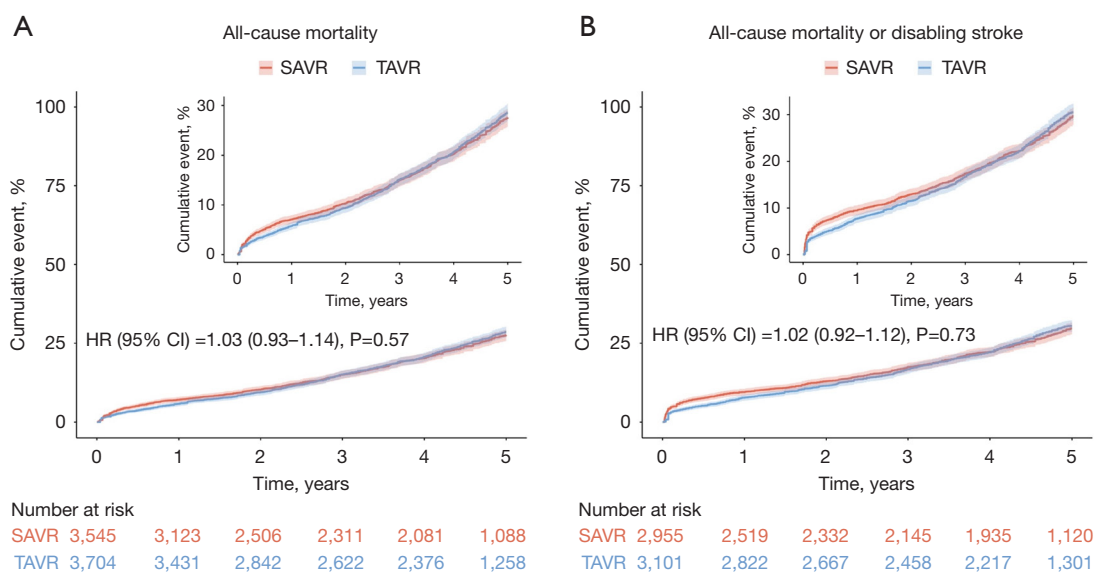 A
All-cause mortality
SAVR TAVR
100
75
50
25
0
Cumulative event, %
30
20
10
0
Cumulative event, %
0 1 2 3 4 5
Time, years
HR (95% CI) =1.03 (0.93–1.14), P=0.57
0 1 2 3 4 5
Time, years
Number at risk
SAVR 3,545 3,123 2,506 2,311 2,081 1,088
TAVR 3,704 3,431 2,842 2,622 2,376 1,258
B
All-cause mortality or disabling stroke
SAVR TAVR
100
75
50
25
0
Cumulative event, %
30
20
10
0
Cumulative event, %
0 1 2 3 4 5
Time, years
HR (95% CI) =1.02 (0.92–1.12), P=0.73
0 1 2 3 4 5
Time, years
Number at risk
SAVR 2,955 2,519 2,332 2,145 1,935 1,120
TAVR 3,101 2,822 2,667 2,458 2,217 1,301